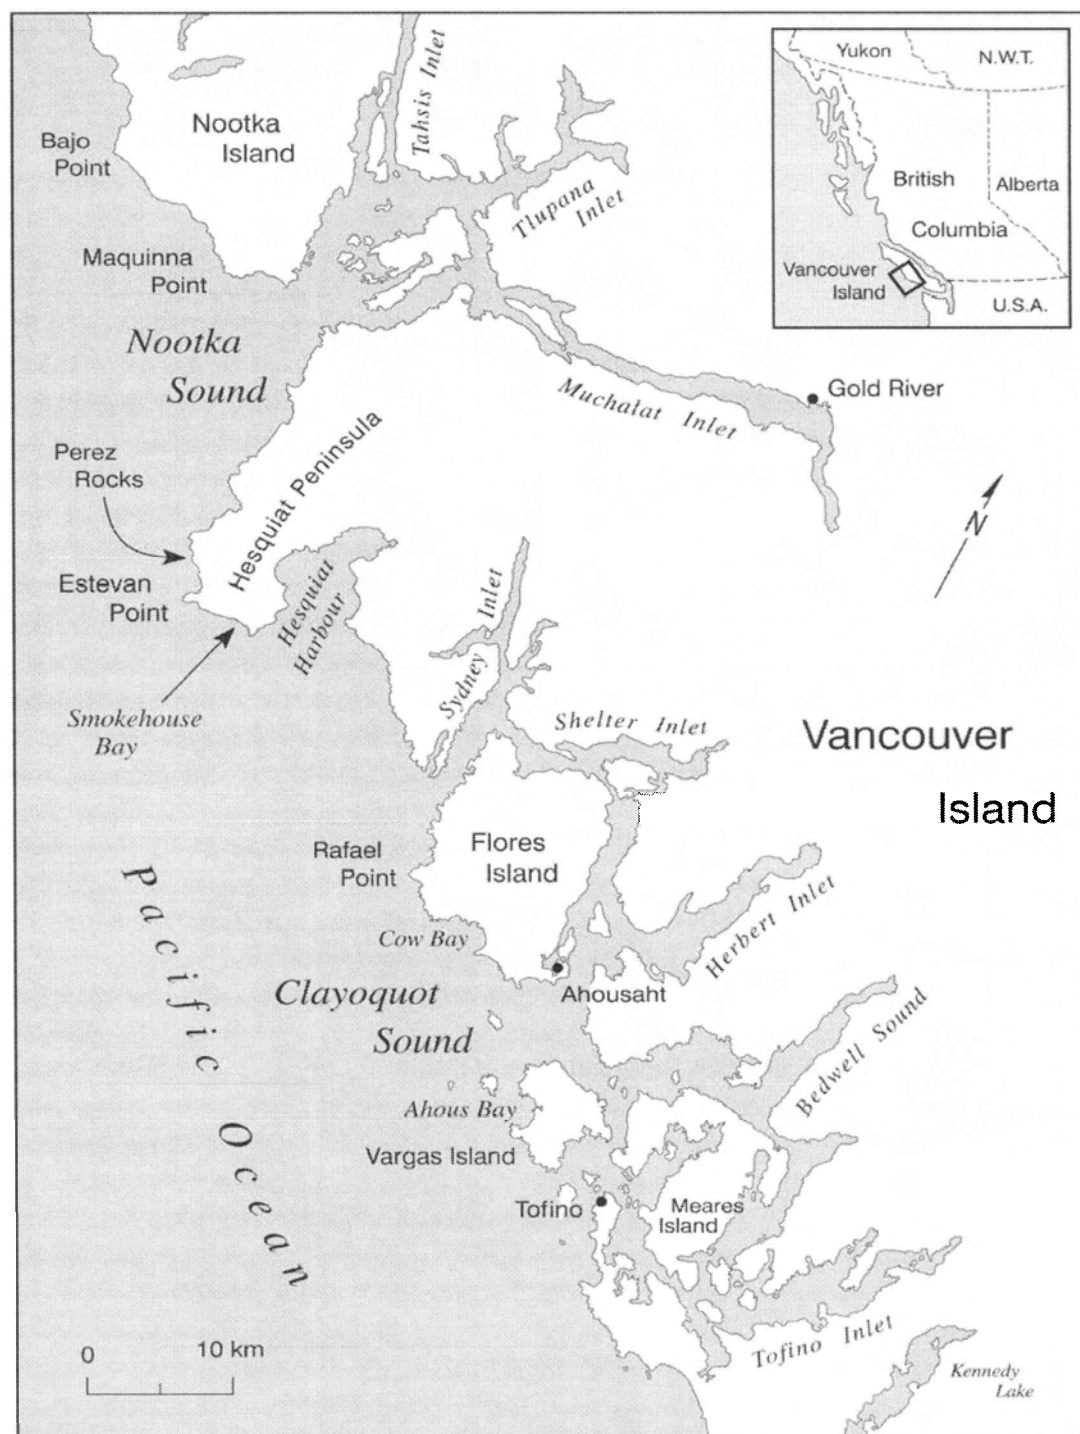 Yukon
N.W.T.
British
Columbia
Alberta
Vancouver
Island
U.S.A.
Nootka
Island
Tahsis Inlet
Bajo
Point
Tlupana
Inlet
Maquinna
Point
Nootka
Sound
Muchalat Inlet
Gold River
Perez
Rocks
Hesquiat Peninsula
N
Estevan
Point
Hesquiat
Harbour
Sydney Inlet
Smokehouse
Bay
Shelter Inlet
Vancouver
Island
Flores
Island
Rafael
Point
Herbert Inlet
Cow Bay
Ahousaht
Clayoquot
Sound
Bedwell Sound
Pacific Ocean
Ahous Bay
Vargas Island
Tofino
Meares
Island
Tofino Inlet
Kennedy
Lake
0 10 km